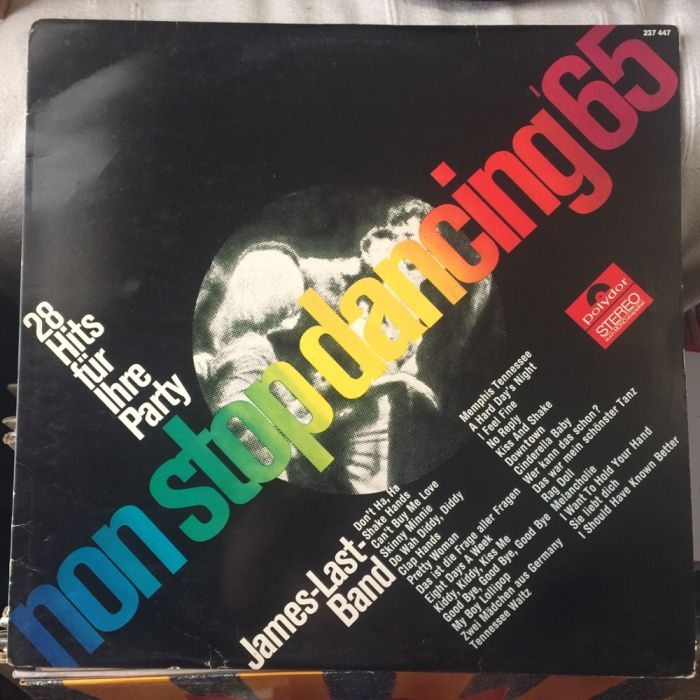 237 447
non stop dancing '65
28
Hits
für
Ihre
Party
Polydor
STEREO
James-Last-
Band
Don't Ha, Ha
Shake Hands
Can't Buy Me Love
Skinny Minnie
Do Wah Diddy, Diddy
Clap Hands
Pretty Woman
Das ist die Frage aller Fragen
Eight Days A Week
Kiddy, Kiddy, Kiss Me
Good Bye, Good Bye, Good Bye
My Boy Lollipop
Zwei Mädchen aus Germany
Tennessee Waltz
Memphis Tennessee
A Hard Day's Night
I Feel Fine
No Reply
Kiss And Shake
Downtown
Cinderella Baby
Wer kann das schon?
Das war mein schönster Tanz
Rag Doll
Melancholie
I Want To Hold Your Hand
Sie liebt dich
I Should Have Known Better